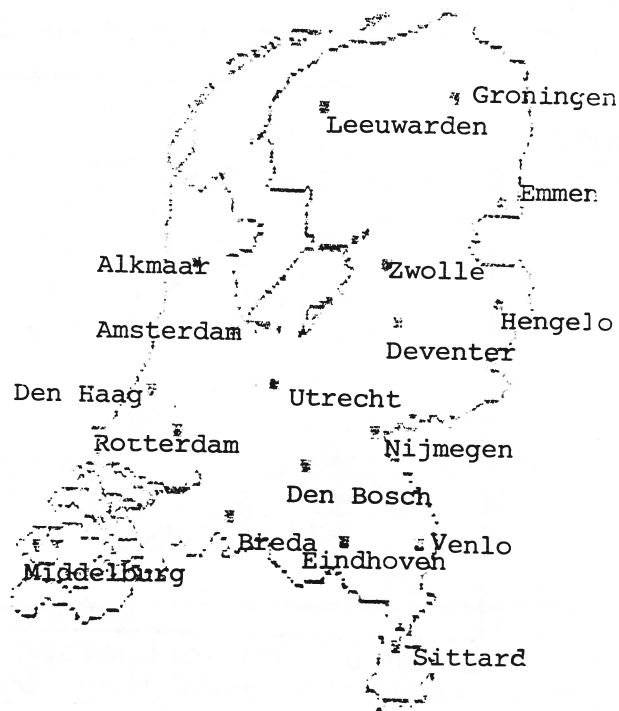 Groningen
Leeuwarden
Emmen
Alkmaar
Zwolle
Amsterdam
Hengelo
Deventer
Den Haag
Utrecht
Rotterdam
Nijmegen
Den Bosch
Breda
Eindhoven
Venlo
Middelburg
Sittard